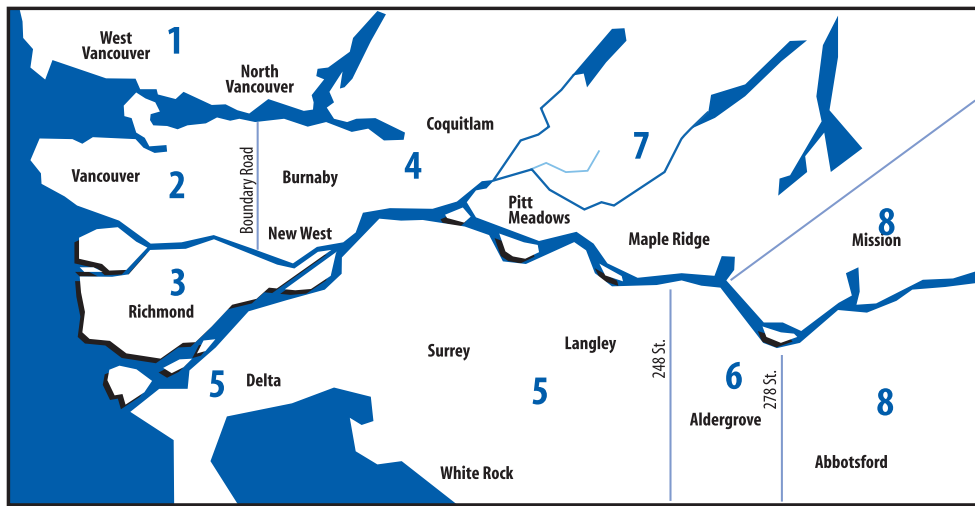 West
Vancouver
1
North
Vancouver
Coquitlam
7
4
Vancouver
2
Boundary Road
Burnaby
Pitt
Meadows
New West
Maple Ridge
8
Mission
3
Richmond
Surrey
Langley
248 St.
6
278 St.
5
Delta
5
8
Aldergrove
White Rock
Abbotsford